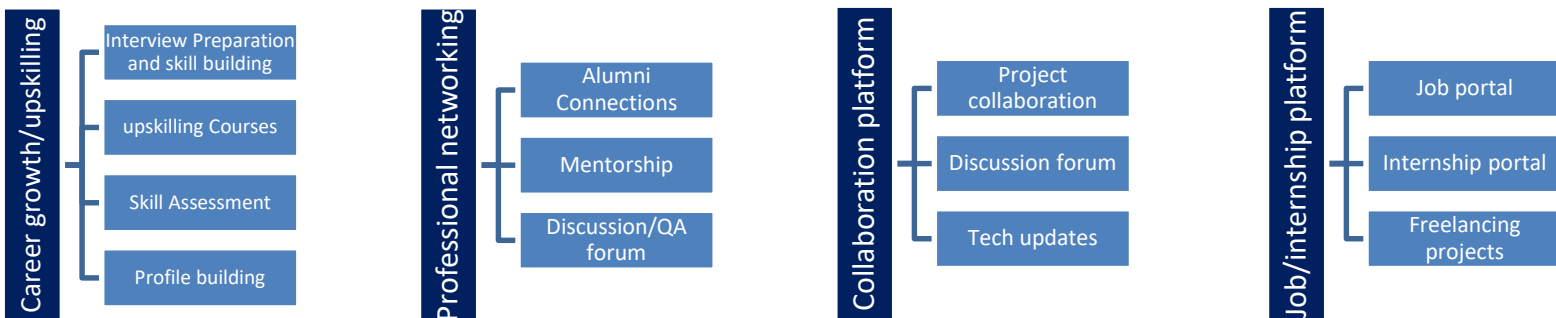 Career growth/upskilling
Interview Preparation
and skill building
upskilling Courses
Skill Assessment
Profile building
Professional networking
Alumni
Connections
Mentorship
Discussion/QA
forum
Collaboration platform
Project
collaboration
Discussion forum
Tech updates
Job/internship platform
Job portal
Internship portal
Freelancing
projects